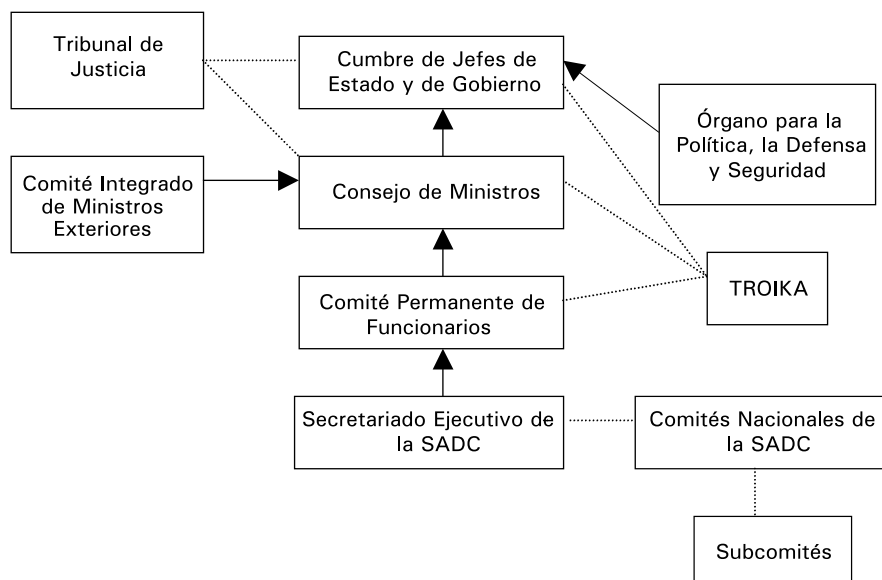 Tribunal de
Justicia
Cumbre de Jefes de
Estado y de Gobierno
Órgano para la
Política, la Defensa
y Seguridad
Comité Integrado
de Ministros
Exteriores
Consejo de Ministros
Comité Permanente de
Funcionarios
TROIKA
Secretariado Ejecutivo de
la SADC
Comités Nacionales de
la SADC
Subcomités